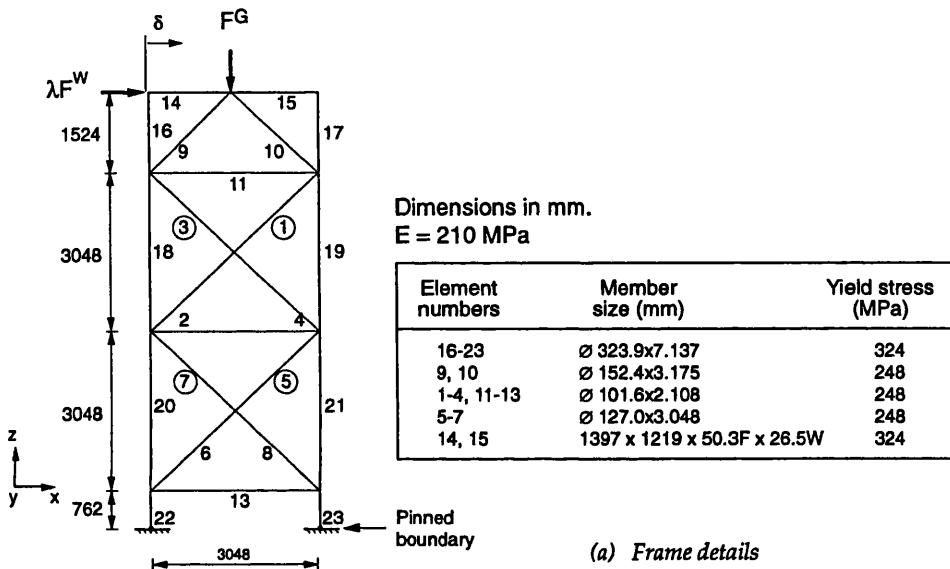 δ
F^G
λF^W
14
15
1524
16
17
9
10
11
Dimensions in mm.
E = 210 MPa
③
①
3048
18
19
2
4
Element numbers
Member size (mm)
Yield stress (MPa)
16-23
Ø 323.9x7.137
324
9, 10
Ø 152.4x3.175
248
1-4, 11-13
Ø 101.6x2.108
248
5-7
Ø 127.0x3.048
248
14, 15
1397 x 1219 x 50.3F x 26.5W
324
⑦
⑤
3048
20
21
z
y
x
6
8
13
762
22
23
Pinned
boundary
3048
(a) Frame details